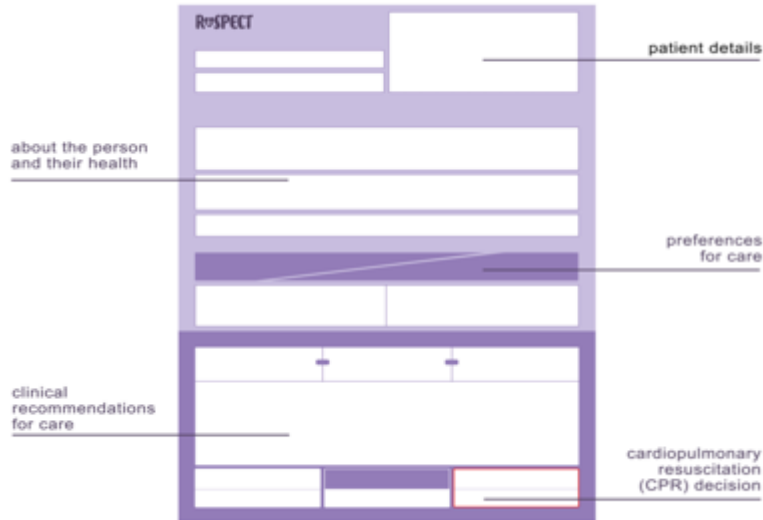 ReSPECT
patient details
about the person
and their health
preferences
for care
clinical
recommendations
for care
cardiopulmonary
resuscitation
(CPR) decision